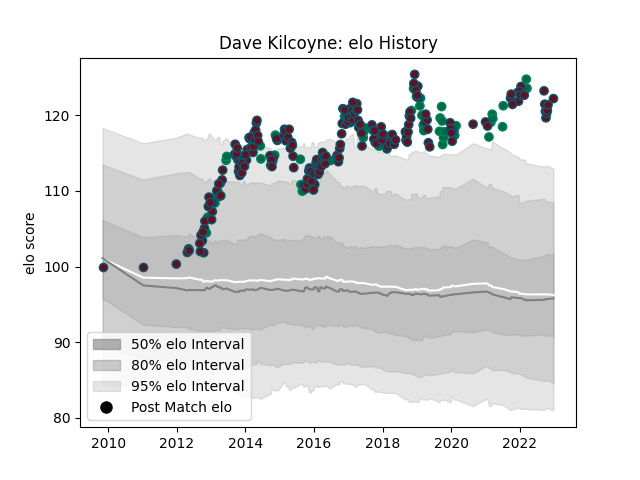 Dave Kilcoyne: elo History
elo score
120
110
100
90
80
50% elo Interval
80% elo Interval
95% elo Interval
Post Match elo
2010 2012 2014 2016 2018 2020 2022